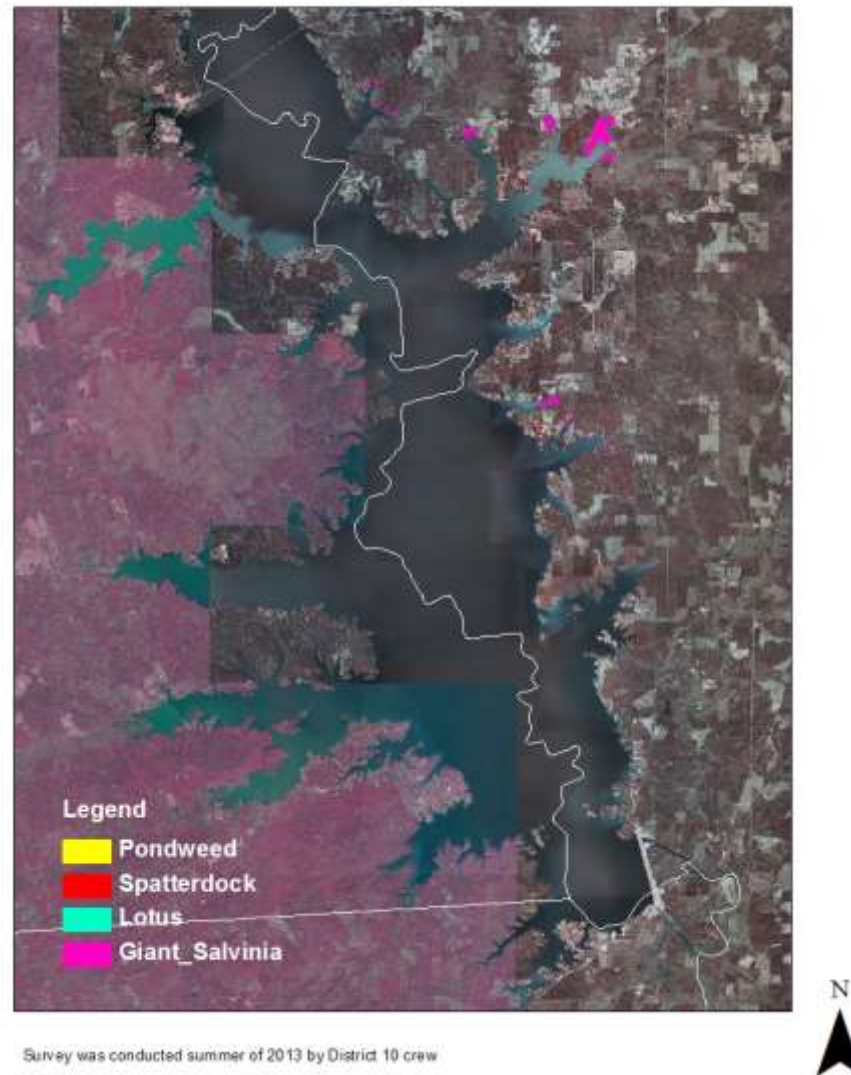 Legend
Pondweed
Spatterdock
Lotus
Giant_Salvinia
N
Survey was conducted summer of 2013 by District 10 crew